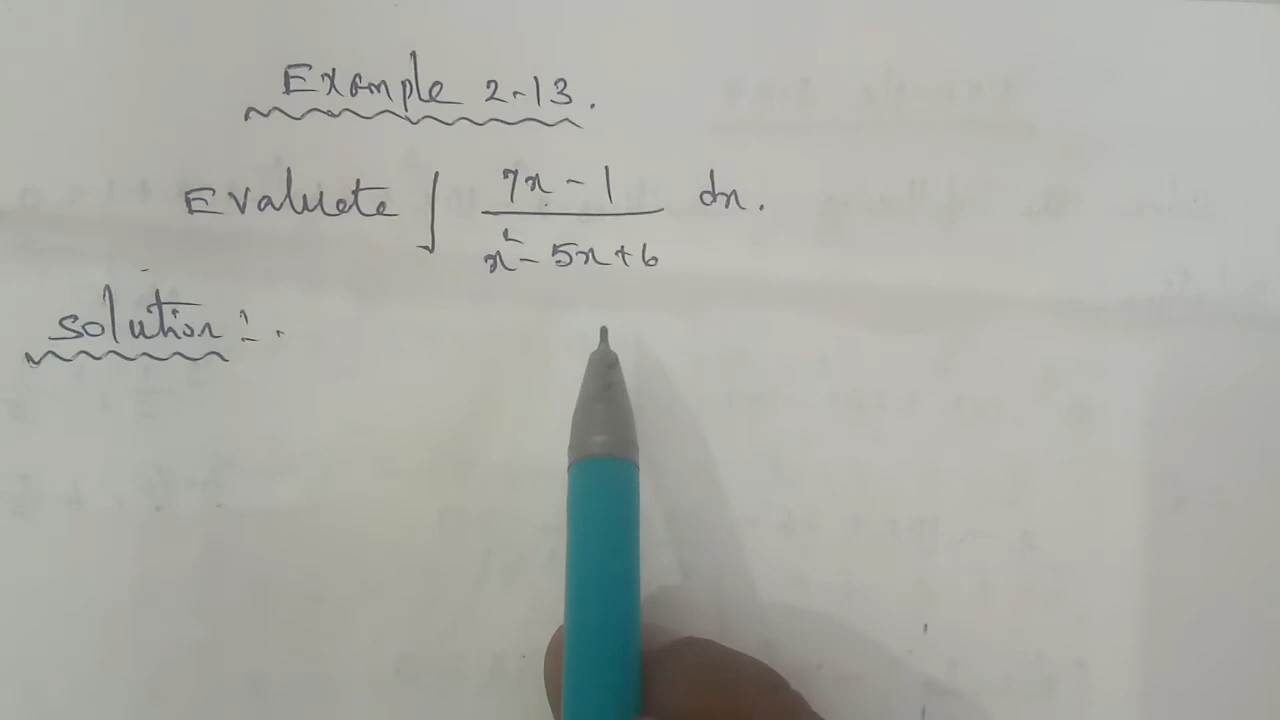 Example 2.13.
Evaluate ∫ (7x - 1)/(x² - 5x + 6) dx.
Solution :.